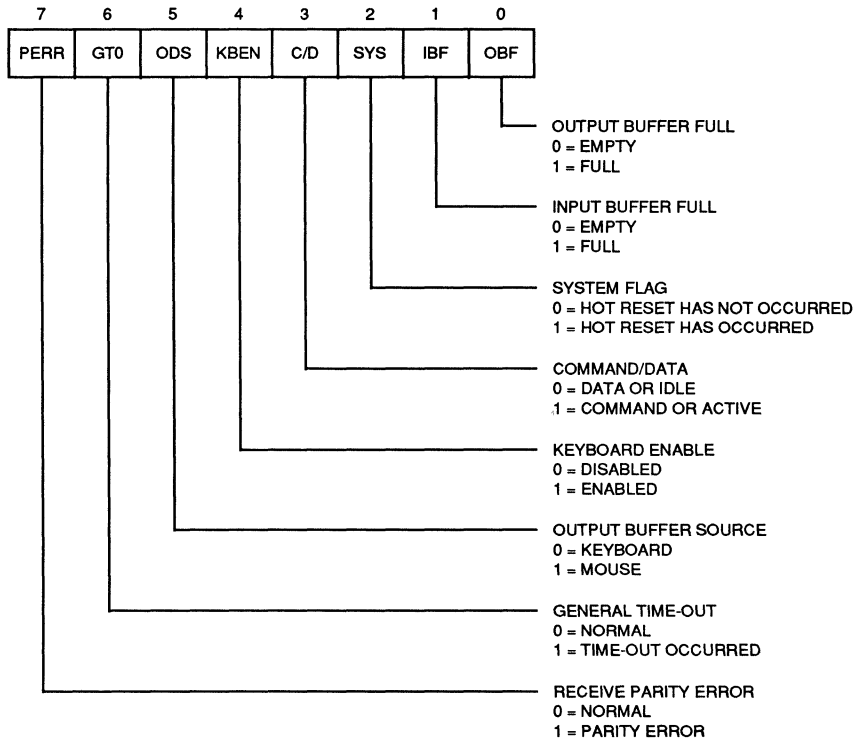 7 6 5 4 3 2 1 0
PERR GT0 ODS KBEN C/D SYS IBF OBF
OUTPUT BUFFER FULL
0 = EMPTY
1 = FULL
INPUT BUFFER FULL
0 = EMPTY
1 = FULL
SYSTEM FLAG
0 = HOT RESET HAS NOT OCCURRED
1 = HOT RESET HAS OCCURRED
COMMAND/DATA
0 = DATA OR IDLE
1 = COMMAND OR ACTIVE
KEYBOARD ENABLE
0 = DISABLED
1 = ENABLED
OUTPUT BUFFER SOURCE
0 = KEYBOARD
1 = MOUSE
GENERAL TIME-OUT
0 = NORMAL
1 = TIME-OUT OCCURRED
RECEIVE PARITY ERROR
0 = NORMAL
1 = PARITY ERROR